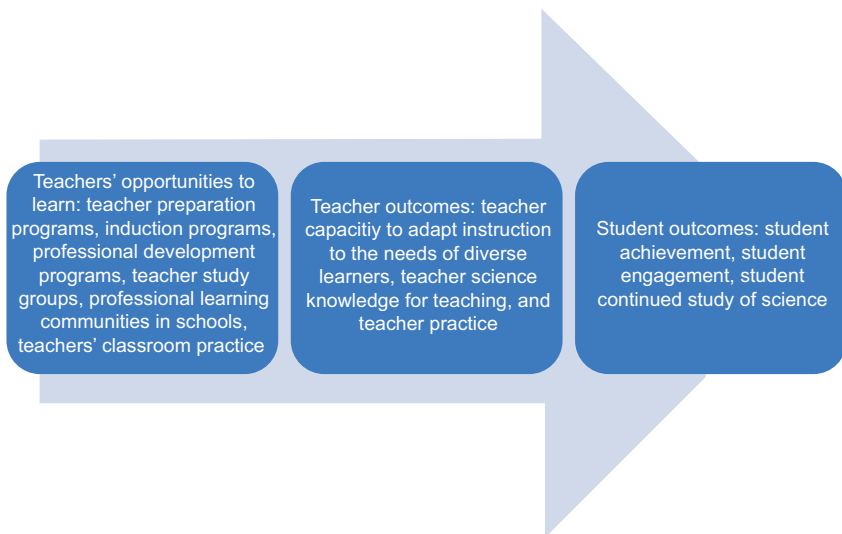 Teachers’ opportunities to
learn: teacher preparation
programs, induction programs,
professional development
programs, teacher study
groups, professional learning
communities in schools,
teachers’ classroom practice
Teacher outcomes: teacher
capacitiy to adapt instruction
to the needs of diverse
learners, teacher science
knowledge for teaching, and
teacher practice
Student outcomes: student
achievement, student
engagement, student
continued study of science